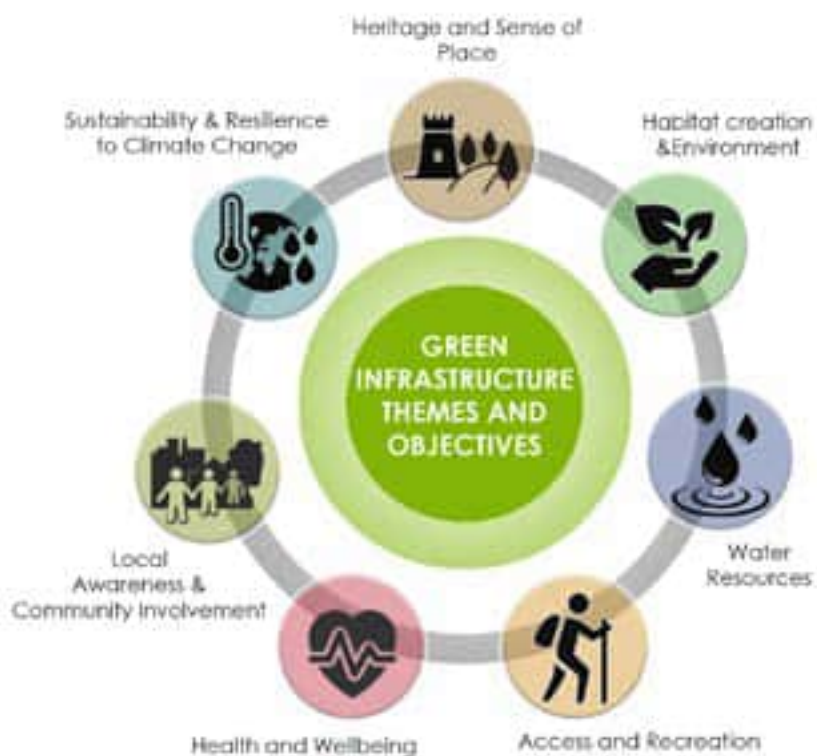 Heritage and Sense of
Place
Habitat creation
&Environment
Water
Resources
Access and Recreation
Health and Wellbeing
Local
Awareness &
Community Involvement
Sustainability & Resilience
to Climate Change
GREEN
INFRASTRUCTURE
THEMES AND
OBJECTIVES